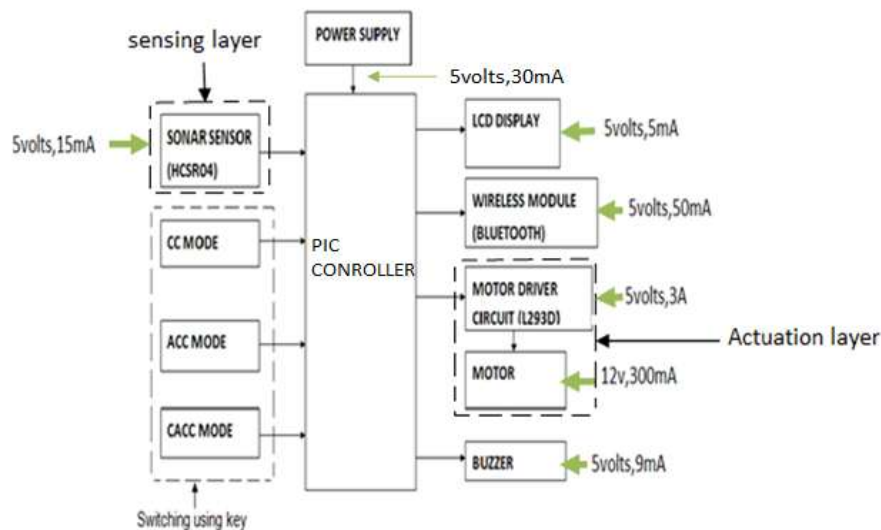 sensing layer
POWER SUPPLY
5volts,30mA
5volts,15mA
SONAR SENSOR
(HCSR04)
LCD DISPLAY
5volts,5mA
WIRELESS MODULE
(BLUETOOTH)
5volts,50mA
CC MODE
PIC
CONROLLER
MOTOR DRIVER
CIRCUIT (L293D)
5volts,3A
ACC MODE
Actuation layer
MOTOR
12v,300mA
CACC MODE
BUZZER
5volts,9mA
Switching using key